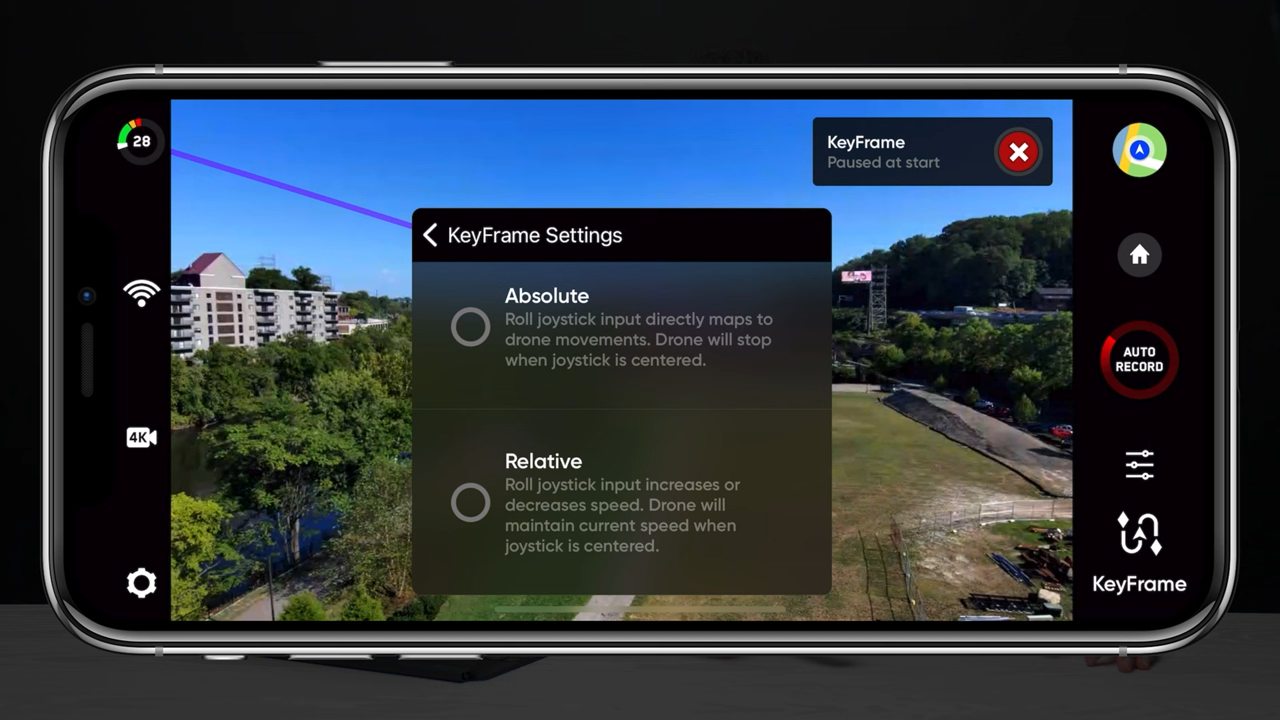 28
KeyFrame
Paused at start
KeyFrame Settings
Absolute
Roll joystick input directly maps to
drone movements. Drone will stop
when joystick is centered.
Relative
Roll joystick input increases or
decreases speed. Drone will
maintain current speed when
joystick is centered.
4K
AUTO
RECORD
KeyFrame